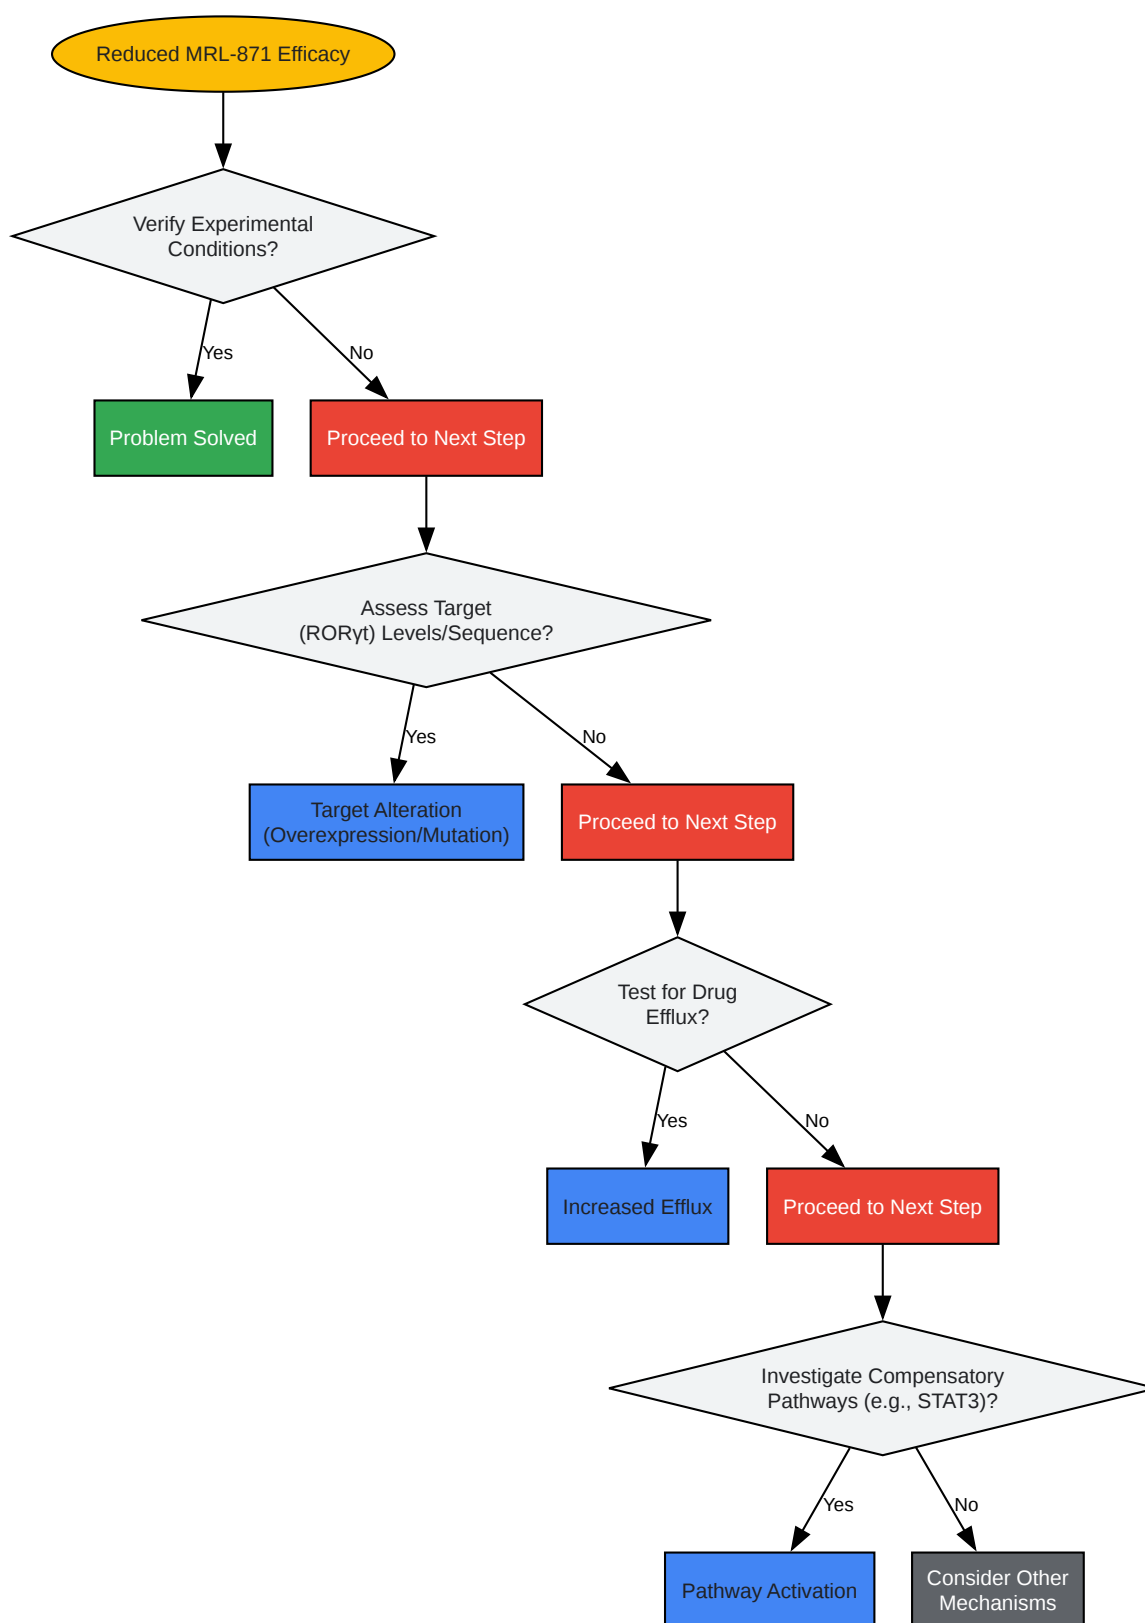 Reduced MRL-871 Efficacy
Verify Experimental
Conditions?
Yes
No
Problem Solved
Proceed to Next Step
Assess Target
(RORγt) Levels/Sequence?
Yes
No
Target Alteration
(Overexpression/Mutation)
Proceed to Next Step
Test for Drug
Efflux?
Yes
No
Increased Efflux
Proceed to Next Step
Investigate Compensatory
Pathways (e.g., STAT3)?
Yes
No
Pathway Activation
Consider Other
Mechanisms